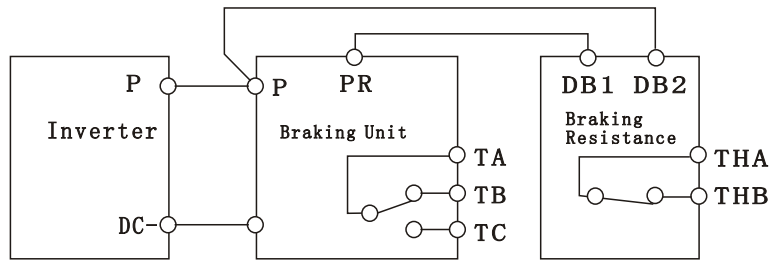 P
Inverter
DC-
P
PR
Braking Unit
TA
TB
TC
DB1 DB2
Braking
Resistance
THA
THB